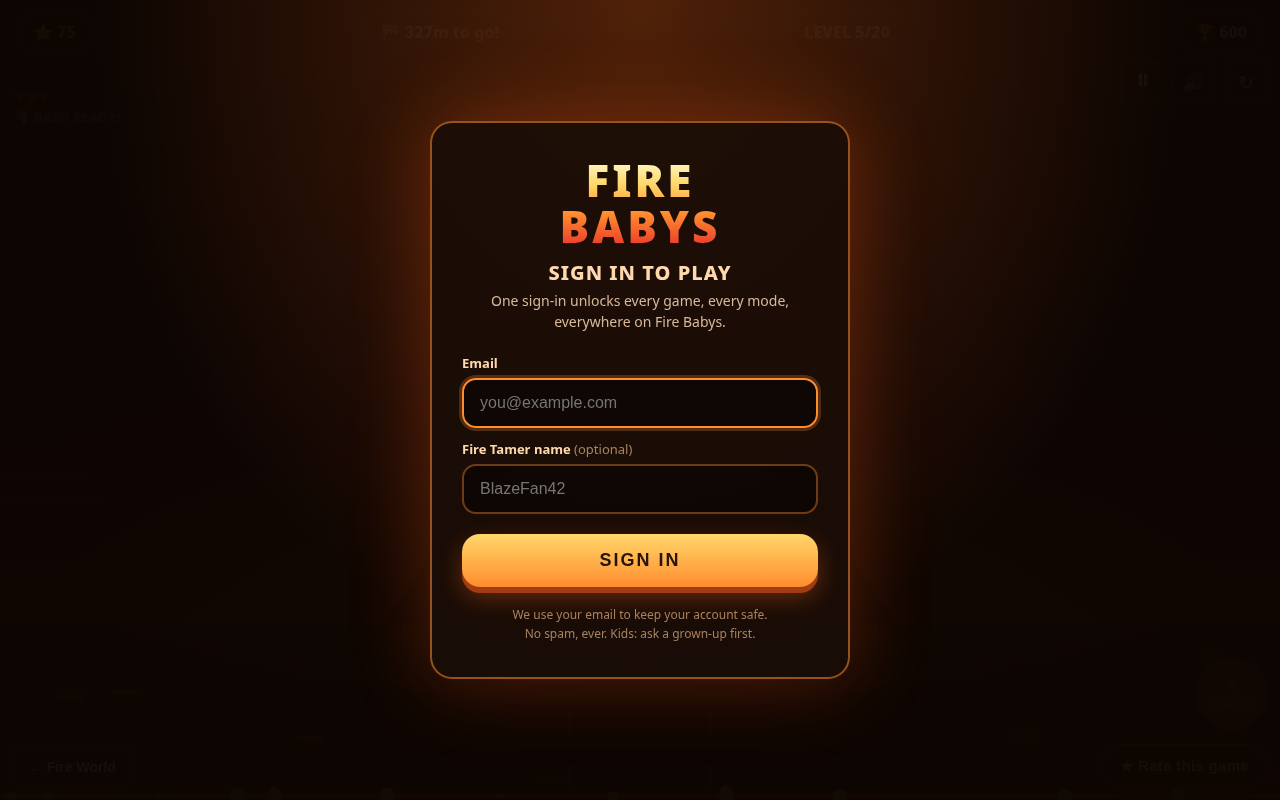 ⭐ 75
327m to go!
LEVEL 5/20
🏆 600
DASH READY
FIRE
BABYS
SIGN IN TO PLAY
One sign-in unlocks every game, every mode,
everywhere on Fire Babys.
Email
you@example.com
Fire Tamer name (optional)
BlazeFan42
SIGN IN
We use your email to keep your account safe.
No spam, ever. Kids: ask a grown-up first.
← Fire World
★ Rate this game